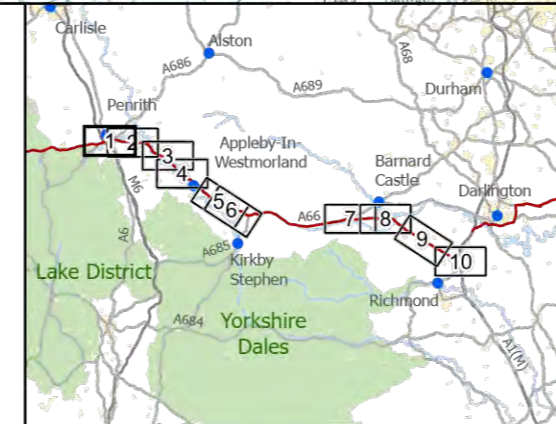 Carlisle
Alston
A68
A686
A689
Durham
Penrith
1
2
3
4
5
6
Appleby-In-
Westmorland
Barnard
Castle
Darlington
M6
A6
A66
7
8
9
10
A685
Kirkby
Stephen
Lake District
Richmond
A684
Yorkshire
Dales
A1(M)